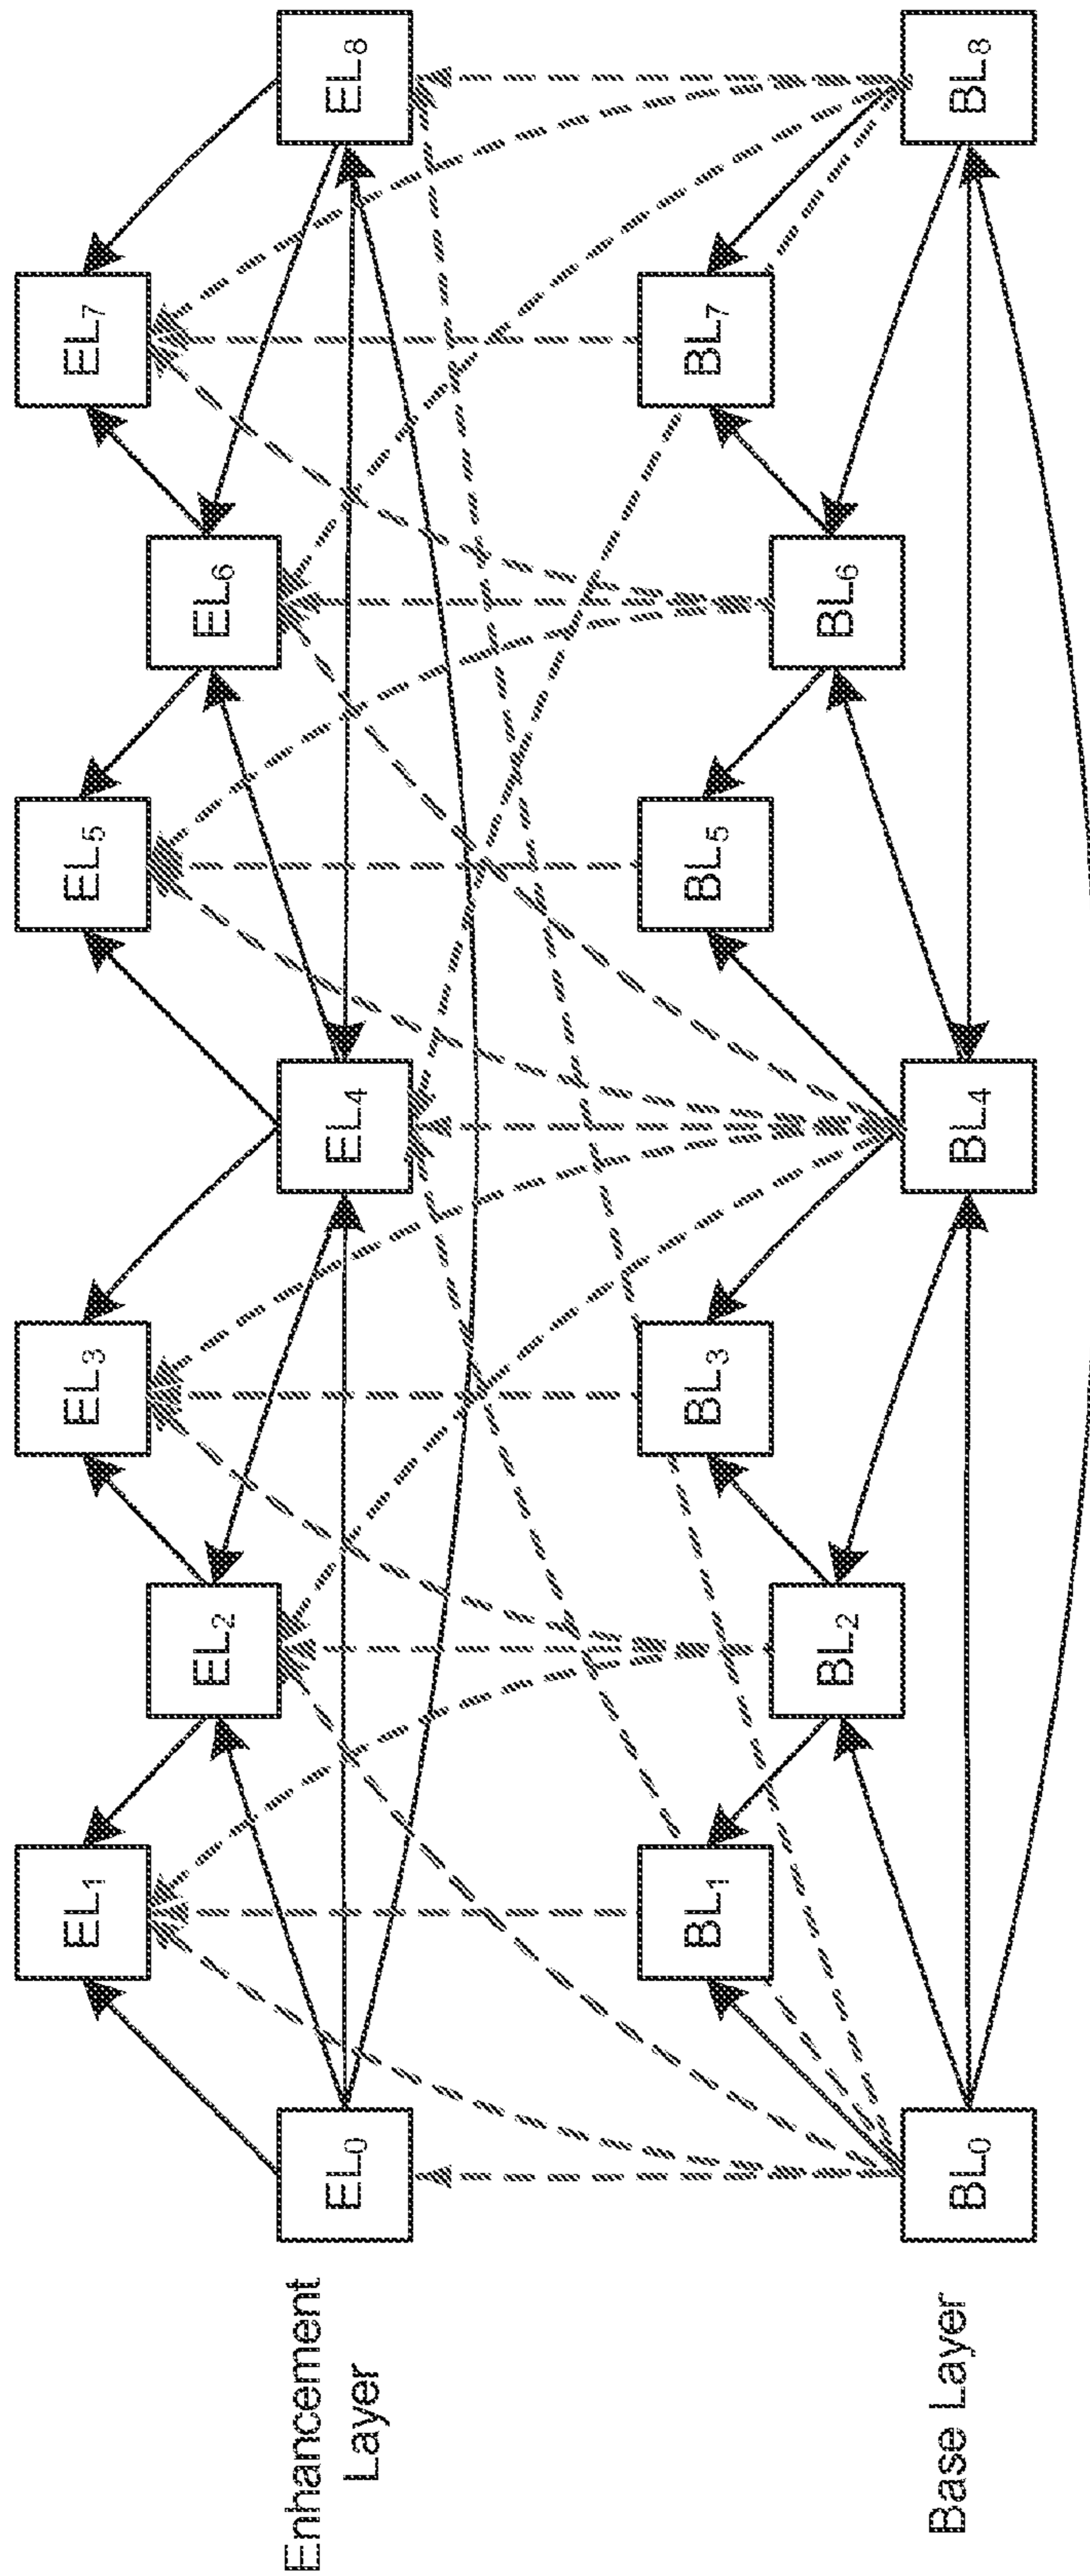 EL1
EL3
EL5
EL7
EL2
EL6
Enhancement
Layer
EL0
EL4
EL8
BL1
BL3
BL5
BL7
BL2
BL6
Base Layer
BL0
BL4
BL8